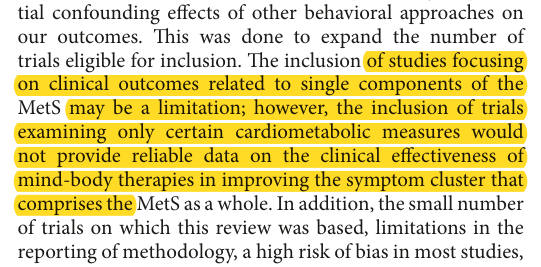 tial confounding effects of other behavioral approaches on
our outcomes. This was done to expand the number of
trials eligible for inclusion. The inclusion of studies focusing
on clinical outcomes related to single components of the
MetS may be a limitation; however, the inclusion of trials
examining only certain cardiometabolic measures would
not provide reliable data on the clinical effectiveness of
mind-body therapies in improving the symptom cluster that
comprises the MetS as a whole. In addition, the small number
of trials on which this review was based, limitations in the
reporting of methodology, a high risk of bias in most studies,